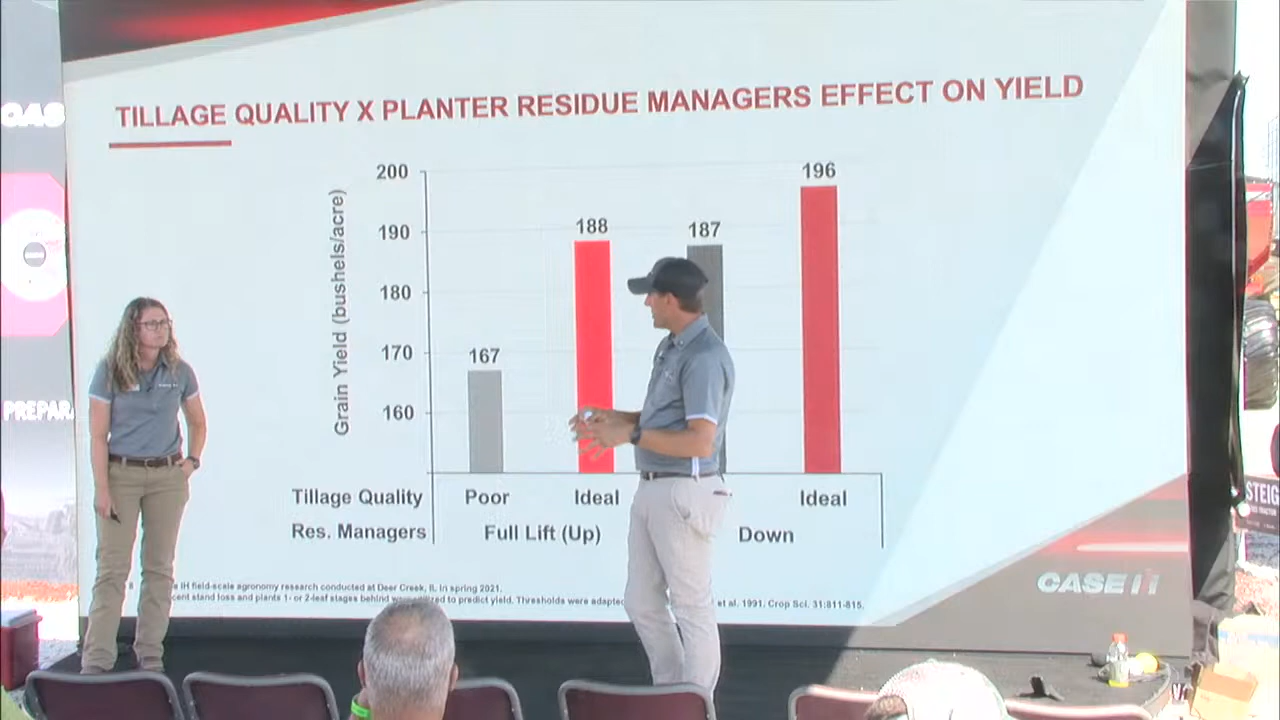 TILLAGE QUALITY X PLANTER RESIDUE MANAGERS EFFECT ON YIELD
Grain Yield (bushels/acre)
200
190
180
170
160
167
188
187
196
Tillage Quality Poor Ideal Ideal
Res. Managers Full Lift (Up) Down
IH field-scale agronomy research conducted at Deer Creek, IL in spring 2021.
stand loss and plants 1- or 2-leaf stages behind to predict yield. Thresholds were et al. 1991. Crop Sci. 31:811-815.
CASE IH
CAS
PREPAR
STEIG